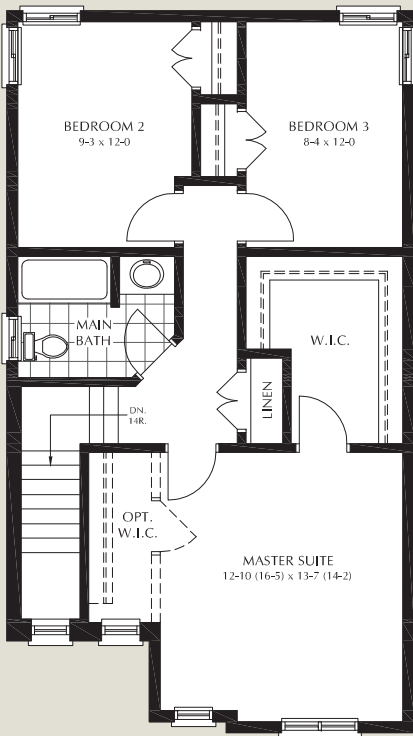 BEDROOM 2
9-3 x 12-0
BEDROOM 3
8-4 x 12-0
MAIN
BATH
W.I.C.
LINEN
DN.
14R.
OPT.
W.I.C.
MASTER SUITE
12-10 (16-5) x 13-7 (14-2)